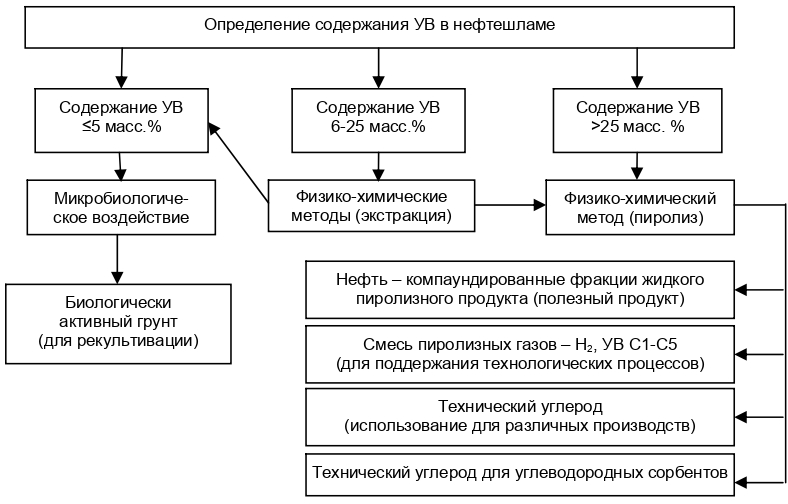 Определение содержания УВ в нефтешламе
Содержание УВ
≤5 масс.%
Содержание УВ
6-25 масс.%
Содержание УВ
>25 масс. %
Микробиологиче-
ское воздействие
Физико-химические
методы (экстракция)
Физико-химический
метод (пиролиз)
Биологически
активный грунт
(для рекультивации)
Нефть – компаундированные фракции жидкого
пиролизного продукта (полезный продукт)
Смесь пиролизных газов – H₂, УВ С1-С5
(для поддержания технологических процессов)
Технический углерод
(использование для различных производств)
Технический углерод для углеводородных сорбентов